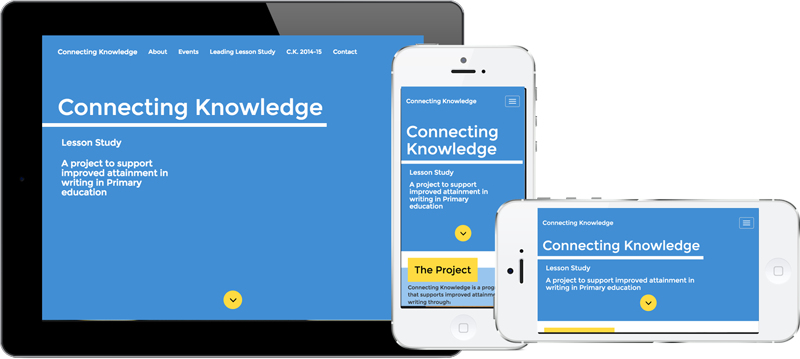 Connecting Knowledge About Events Leading Lesson Study C.K. 2014-15 Contact
Connecting Knowledge
Lesson Study
A project to support
improved attainment in
writing in Primary
education
Connecting Knowledge
Connecting
Knowledge
Lesson Study
A project to support
improved attainment in
writing in Primary
education
The Project
Connecting Knowledge is a prog
that supports improved attainme
writing through:
Connecting Knowledge
Connecting Knowledge
Lesson Study
A project to support improved attainment in
writing in Primary education